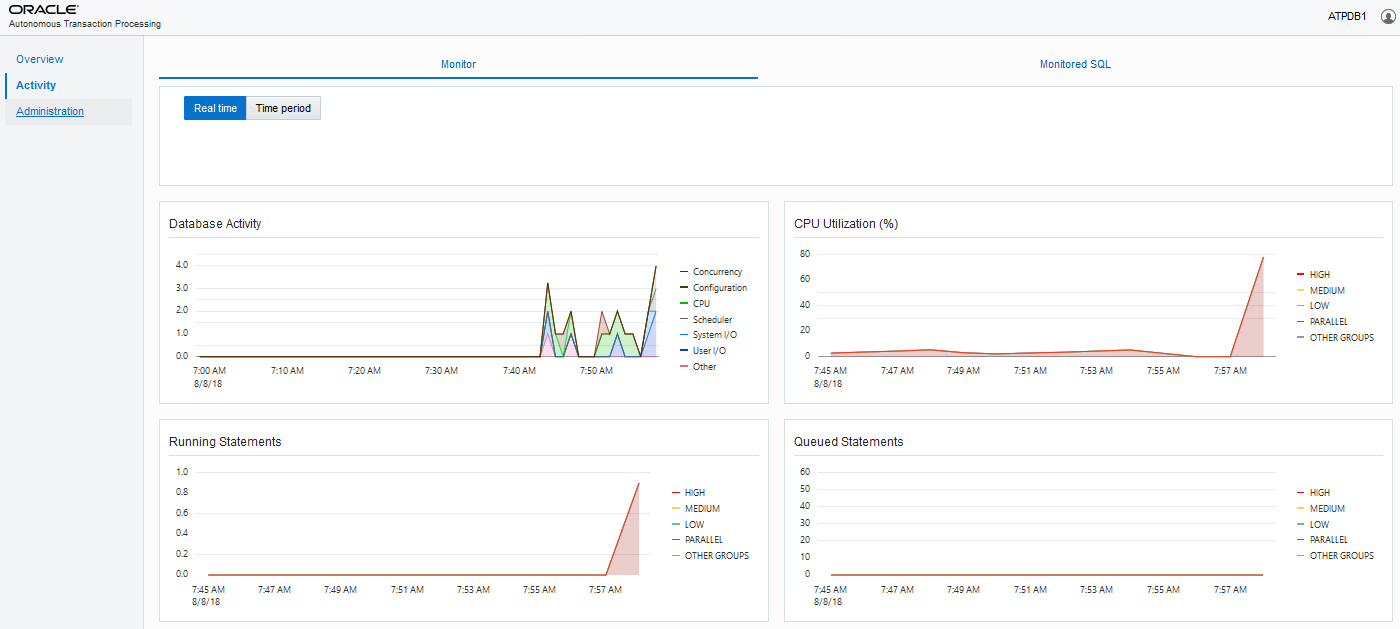 ORACLE
Autonomous Transaction Processing
ATPDB1
Overview
Activity
Administration
Monitor
Monitored SQL
Real time
Time period
Database Activity
4.0
3.0
2.0
1.0
0.0
7:00 AM 7:10 AM 7:20 AM 7:30 AM 7:40 AM 7:50 AM
8/8/18
Concurrency
Configuration
CPU
Scheduler
System I/O
User I/O
Other
CPU Utilization (%)
80
60
40
20
0
7:45 AM 7:47 AM 7:49 AM 7:51 AM 7:53 AM 7:55 AM 7:57 AM
8/8/18
HIGH
MEDIUM
LOW
PARALLEL
OTHER GROUPS
Running Statements
1.0
0.8
0.6
0.4
0.2
0.0
7:45 AM 7:47 AM 7:49 AM 7:51 AM 7:53 AM 7:55 AM 7:57 AM
8/8/18
HIGH
MEDIUM
LOW
PARALLEL
OTHER GROUPS
Queued Statements
60
50
40
30
20
10
0
7:45 AM 7:47 AM 7:49 AM 7:51 AM 7:53 AM 7:55 AM 7:57 AM
8/8/18
HIGH
MEDIUM
LOW
PARALLEL
OTHER GROUPS